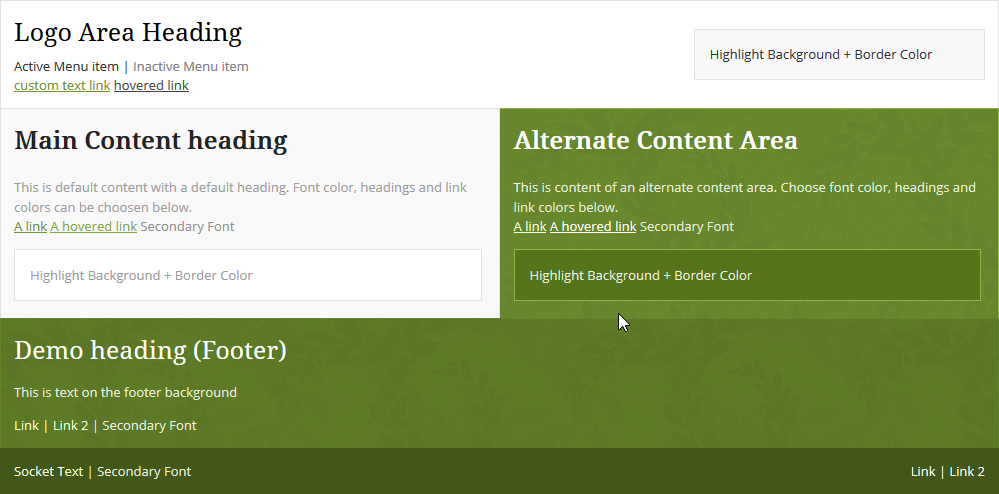 Logo Area Heading
Active Menu item | Inactive Menu item
custom text link hovered link
Highlight Background + Border Color
Main Content heading
This is default content with a default heading. Font color, headings and link
colors can be choosen below.
A link A hovered link Secondary Font
Highlight Background + Border Color
Alternate Content Area
This is content of an alternate content area. Choose font color, headings and
link colors below.
A link A hovered link Secondary Font
Highlight Background + Border Color
Demo heading (Footer)
This is text on the footer background
Link | Link 2 | Secondary Font
Socket Text | Secondary Font
Link | Link 2